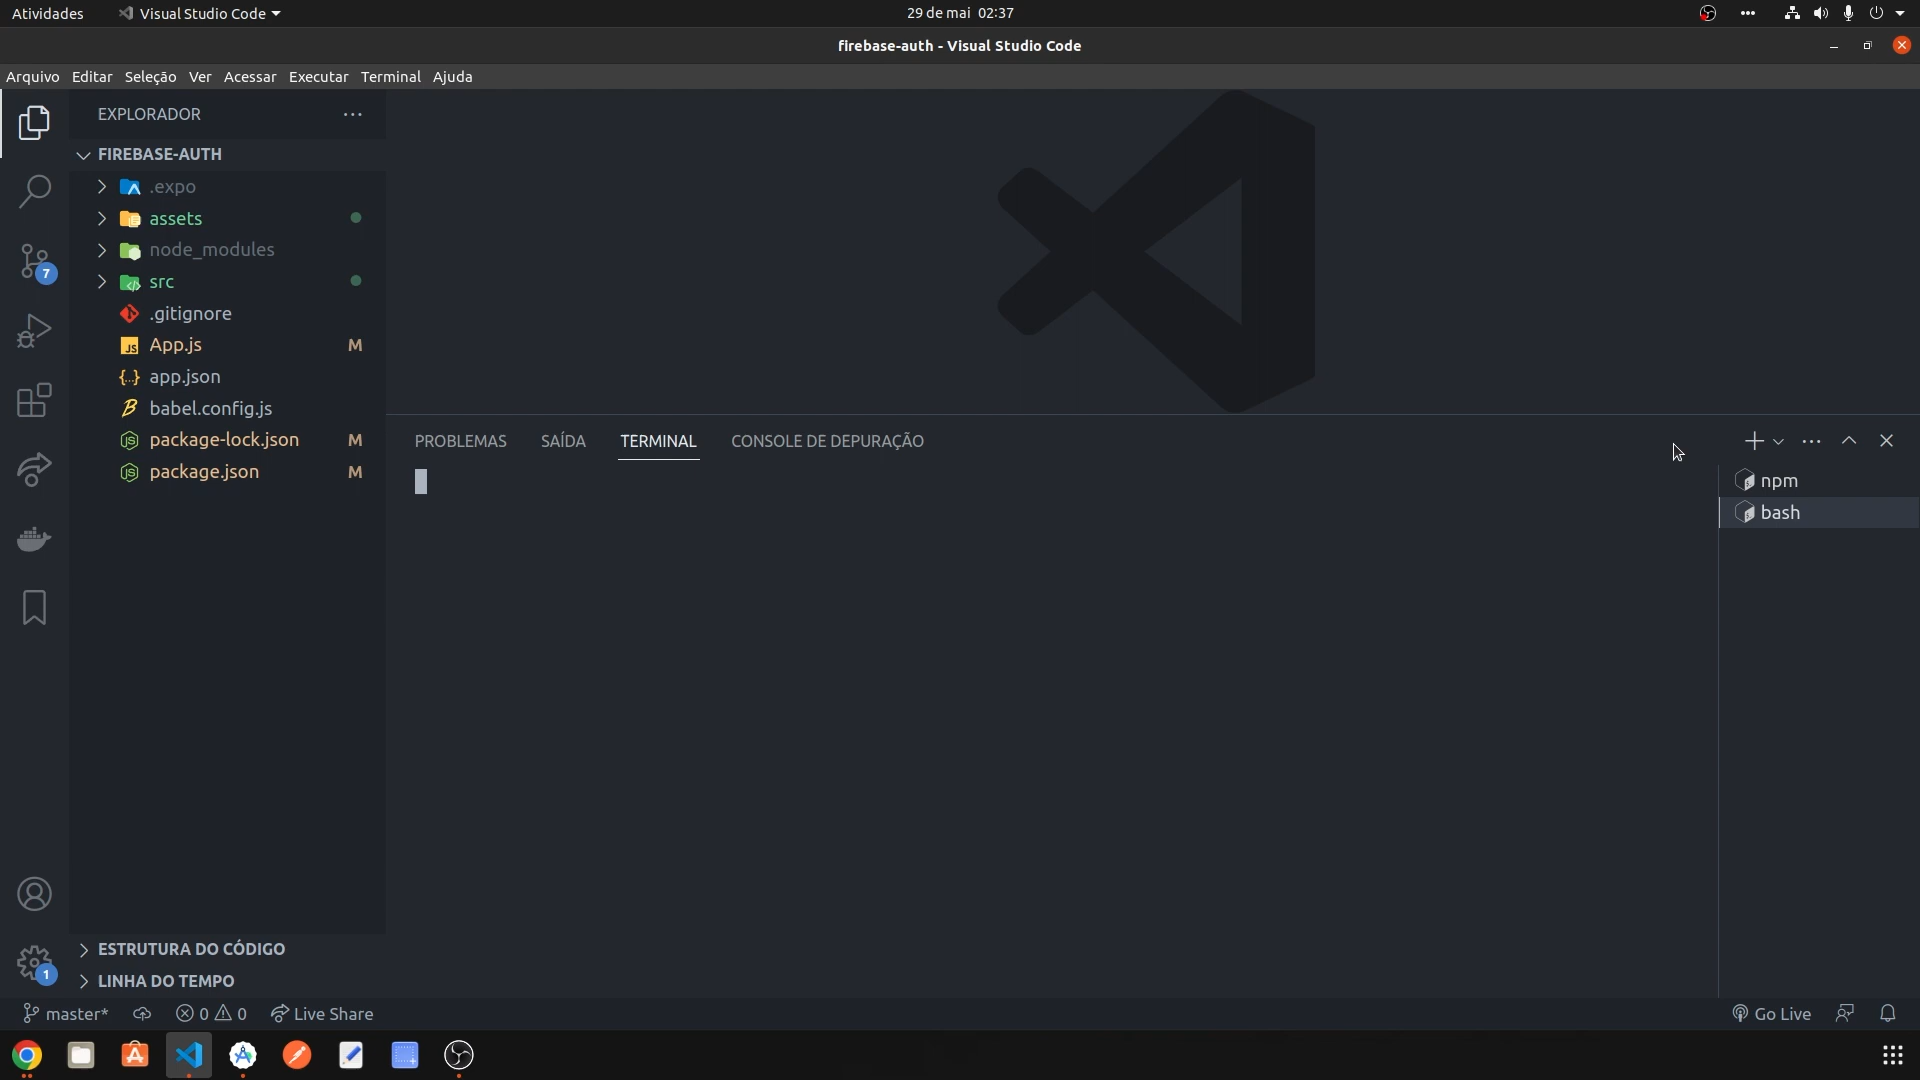 Atividades
Visual Studio Code
29 de mai 02:37
firebase-auth - Visual Studio Code
Arquivo Editar Seleção Ver Acessar Executar Terminal Ajuda
EXPLORADOR
FIREBASE-AUTH
.expo
assets
node_modules
src
.gitignore
App.js M
app.json
babel.config.js
package-lock.json M
package.json M
7
PROBLEMAS SAÍDA TERMINAL CONSOLE DE DEPURAÇÃO
npm
bash
ESTRUTURA DO CÓDIGO
1
LINHA DO TEMPO
master* 0 0 Live Share
Go Live